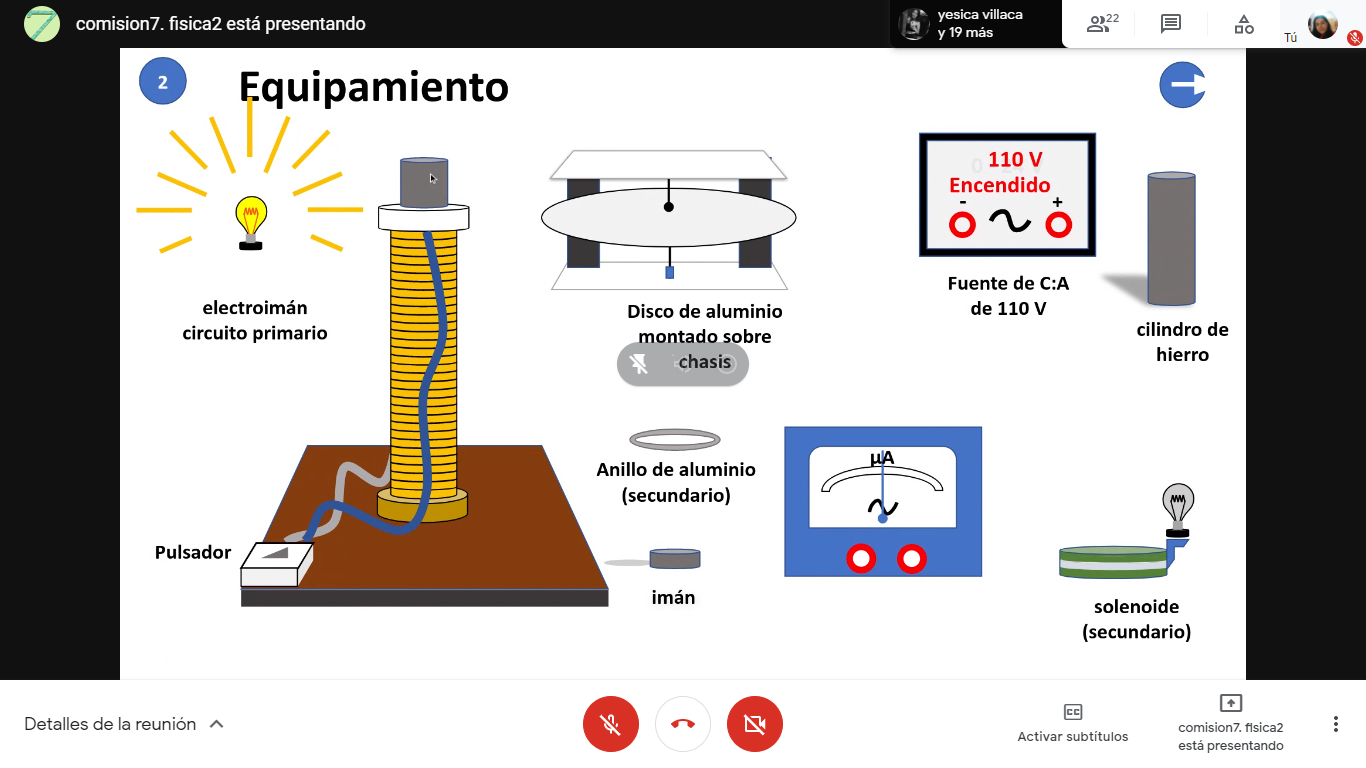 comision7. fisica2 está presentando
yesica villaca
y 19 más
22
Tú
2
Equipamiento
110 V
Encendido
-
+
electroimán
circuito primario
Disco de aluminio
montado sobre
chasis
Fuente de C:A
de 110 V
cilindro de
hierro
Anillo de aluminio
(secundario)
µA
Pulsador
imán
solenoide
(secundario)
Detalles de la reunión
CC
Activar subtítulos
comision7. fisica2
está presentando